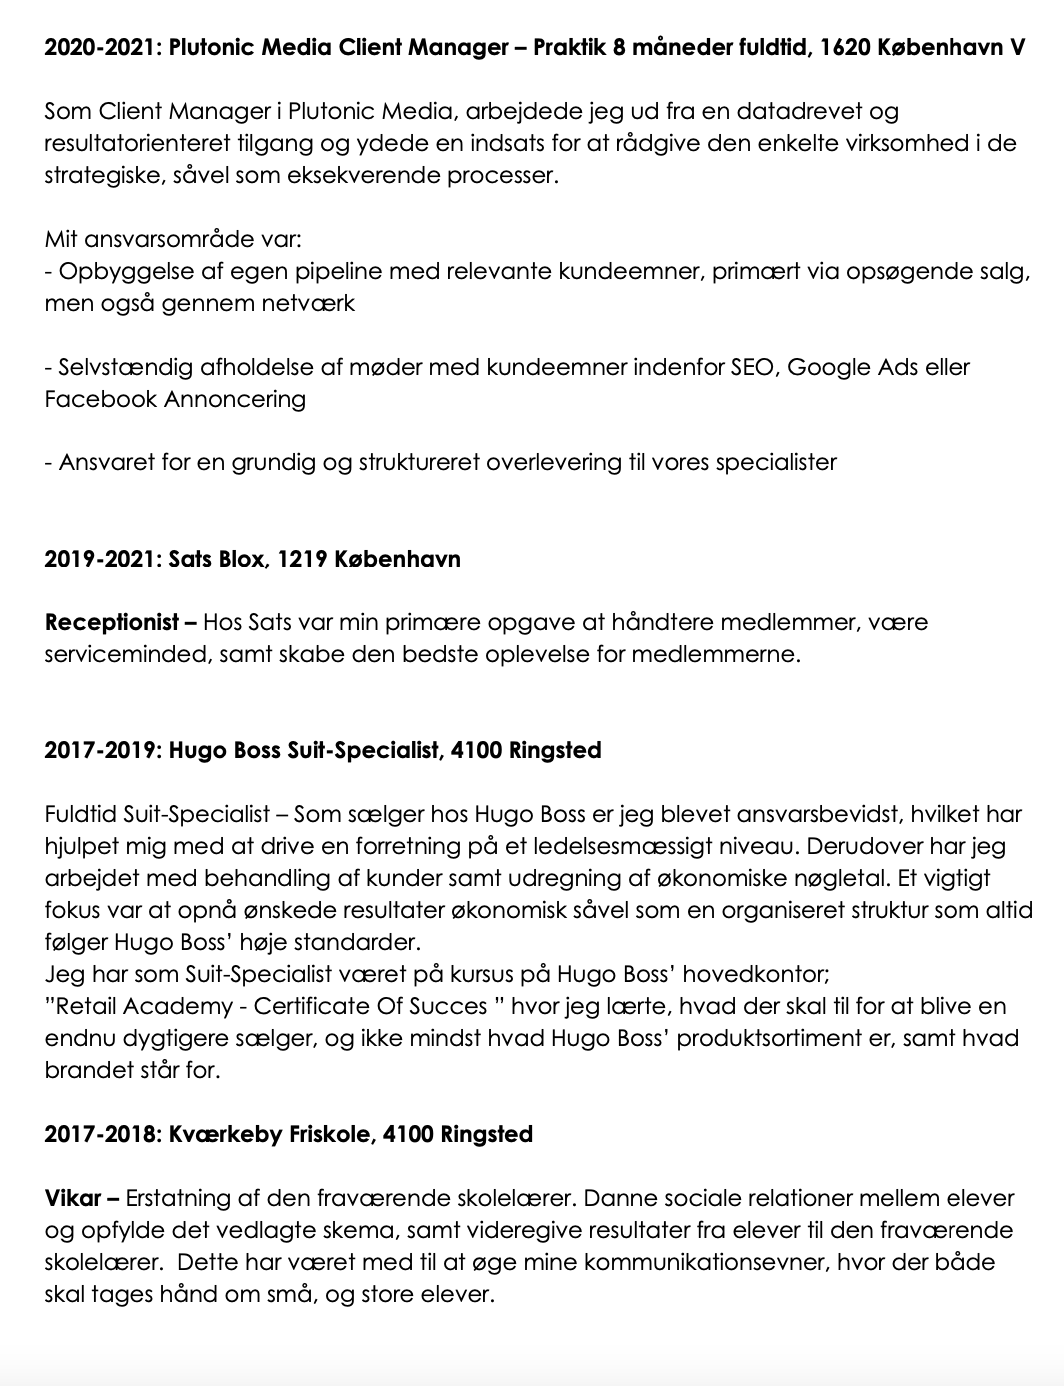 2020-2021: Plutonic Media Client Manager – Praktik 8 måneder fuldtid, 1620 København V
Som Client Manager i Plutonic Media, arbejdede jeg ud fra en datadrevet og
resultatorienteret tilgang og ydede en indsats for at rådgive den enkelte virksomhed i de
strategiske, såvel som eksekverende processer.
Mit ansvarsområde var:
- Opbyggelse af egen pipeline med relevante kundeemner, primært via opsøgende salg,
men også gennem netværk
- Selvstændig afholdelse af møder med kundeemner indenfor SEO, Google Ads eller
Facebook Annoncering
- Ansvaret for en grundig og struktureret overlevering til vores specialister
2019-2021: Sats Blox, 1219 København
Receptionist – Hos Sats var min primære opgave at håndtere medlemmer, være
serviceminded, samt skabe den bedste oplevelse for medlemmerne.
2017-2019: Hugo Boss Suit-Specialist, 4100 Ringsted
Fuldtid Suit-Specialist – Som sælger hos Hugo Boss er jeg blevet ansvarsbevidst, hvilket har
hjulpet mig med at drive en forretning på et ledelsesmæssigt niveau. Derudover har jeg
arbejdet med behandling af kunder samt udregning af økonomiske nøgletal. Et vigtigt
fokus var at opnå ønskede resultater økonomisk såvel som en organiseret struktur som altid
følger Hugo Boss’ høje standarder.
Jeg har som Suit-Specialist været på kursus på Hugo Boss’ hovedkontor;
”Retail Academy - Certificate Of Succes ” hvor jeg lærte, hvad der skal til for at blive en
endnu dygtigere sælger, og ikke mindst hvad Hugo Boss’ produktsortiment er, samt hvad
brandet står for.
2017-2018: Kværkeby Friskole, 4100 Ringsted
Vikar – Erstatning af den fraværende skolelærer. Danne sociale relationer mellem elever
og opfylde det vedlagte skema, samt videregive resultater fra elever til den fraværende
skolelærer.  Dette har været med til at øge mine kommunikationsevner, hvor der både
skal tages hånd om små, og store elever.